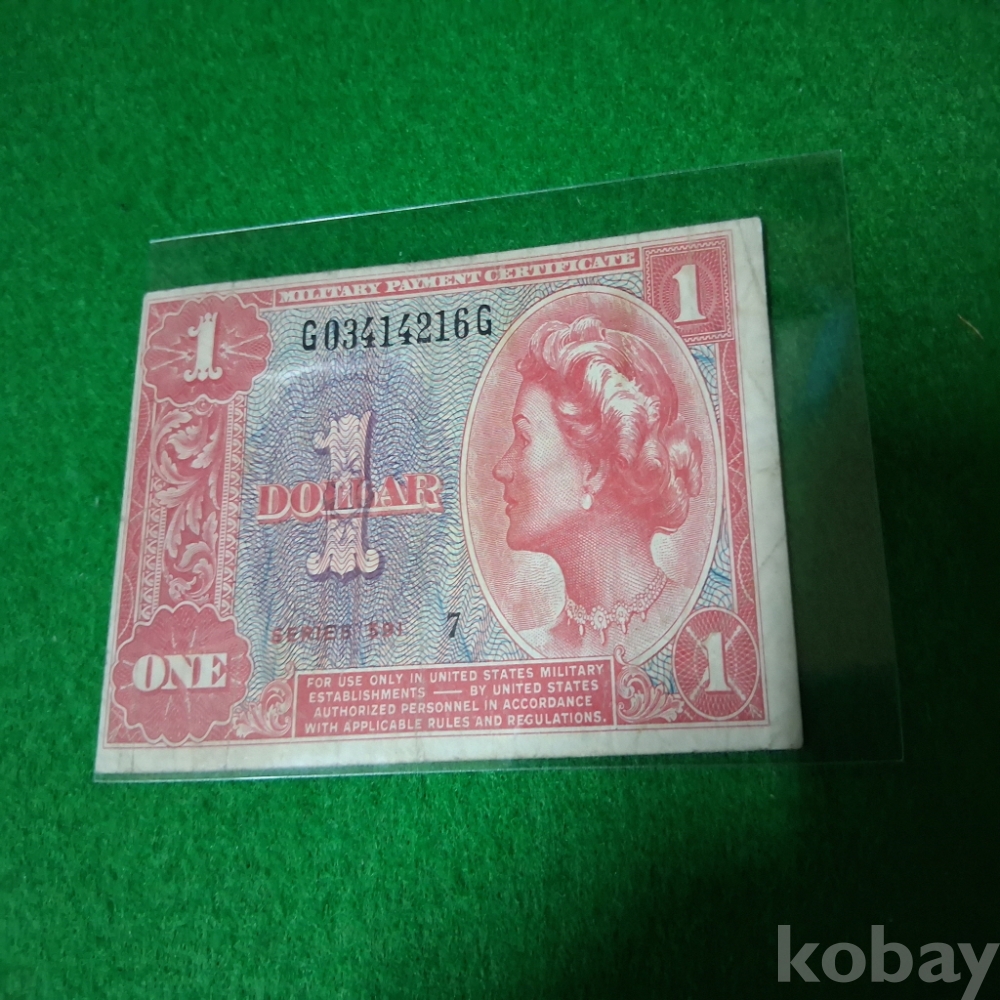 MILITARY PAYMENT CERTIFICATE
1
1
G03414216G
1
DOLLAR
SERIES 591
7
ONE
1
FOR USE ONLY IN UNITED STATES MILITARY
ESTABLISHMENTS — BY UNITED STATES
AUTHORIZED PERSONNEL IN ACCORDANCE
WITH APPLICABLE RULES AND REGULATIONS.
kobay